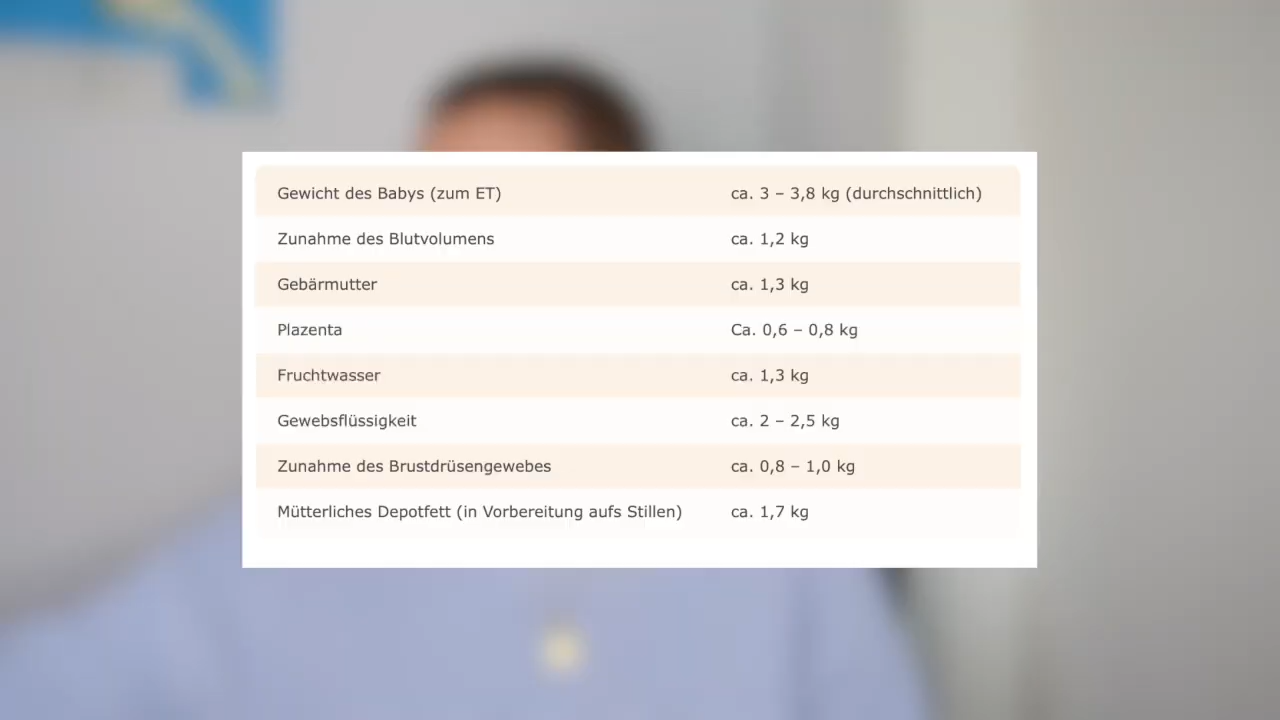 Gewicht des Babys (zum ET) ca. 3 – 3,8 kg (durchschnittlich)
Zunahme des Blutvolumens ca. 1,2 kg
Gebärmutter ca. 1,3 kg
Plazenta Ca. 0,6 – 0,8 kg
Fruchtwasser ca. 1,3 kg
Gewebsflüssigkeit ca. 2 – 2,5 kg
Zunahme des Brustdrüsengewebes ca. 0,8 – 1,0 kg
Mütterliches Depotfett (in Vorbereitung aufs Stillen) ca. 1,7 kg